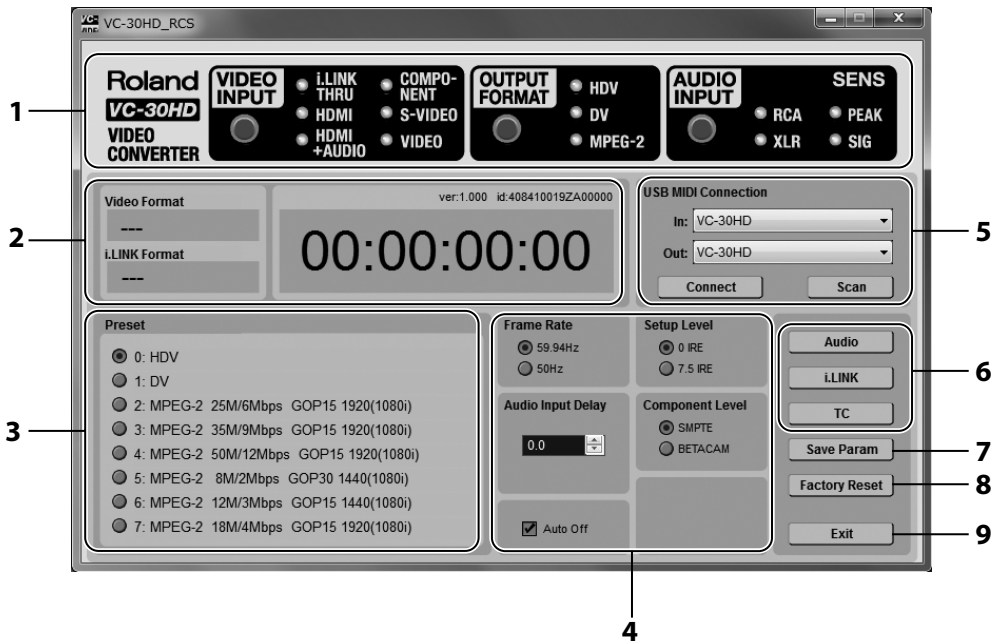 VC-30HD_RCS
Roland
VC-30HD
VIDEO
CONVERTER
VIDEO
INPUT
i.LINK
THRU
HDMI
HDMI
+AUDIO
COMPO-
NENT
S-VIDEO
VIDEO
OUTPUT
FORMAT
HDV
DV
MPEG-2
AUDIO
INPUT
SENS
RCA
PEAK
XLR
SIG
1
Video Format
---
i.LINK Format
---
ver:1.000 id:408410019ZA00000
00:00:00:00
2
USB MIDI Connection
In: VC-30HD
Out: VC-30HD
Connect
Scan
5
Preset
0: HDV
1: DV
2: MPEG-2 25M/6Mbps GOP15 1920(1080i)
3: MPEG-2 35M/9Mbps GOP15 1920(1080i)
4: MPEG-2 50M/12Mbps GOP15 1920(1080i)
5: MPEG-2 8M/2Mbps GOP30 1440(1080i)
6: MPEG-2 12M/3Mbps GOP15 1440(1080i)
7: MPEG-2 18M/4Mbps GOP15 1920(1080i)
3
Frame Rate
59.94Hz
50Hz
Setup Level
0 IRE
7.5 IRE
Audio Input Delay
0.0
Component Level
SMPTE
BETACAM
Auto Off
4
Audio
i.LINK
TC
6
Save Param
7
Factory Reset
8
Exit
9